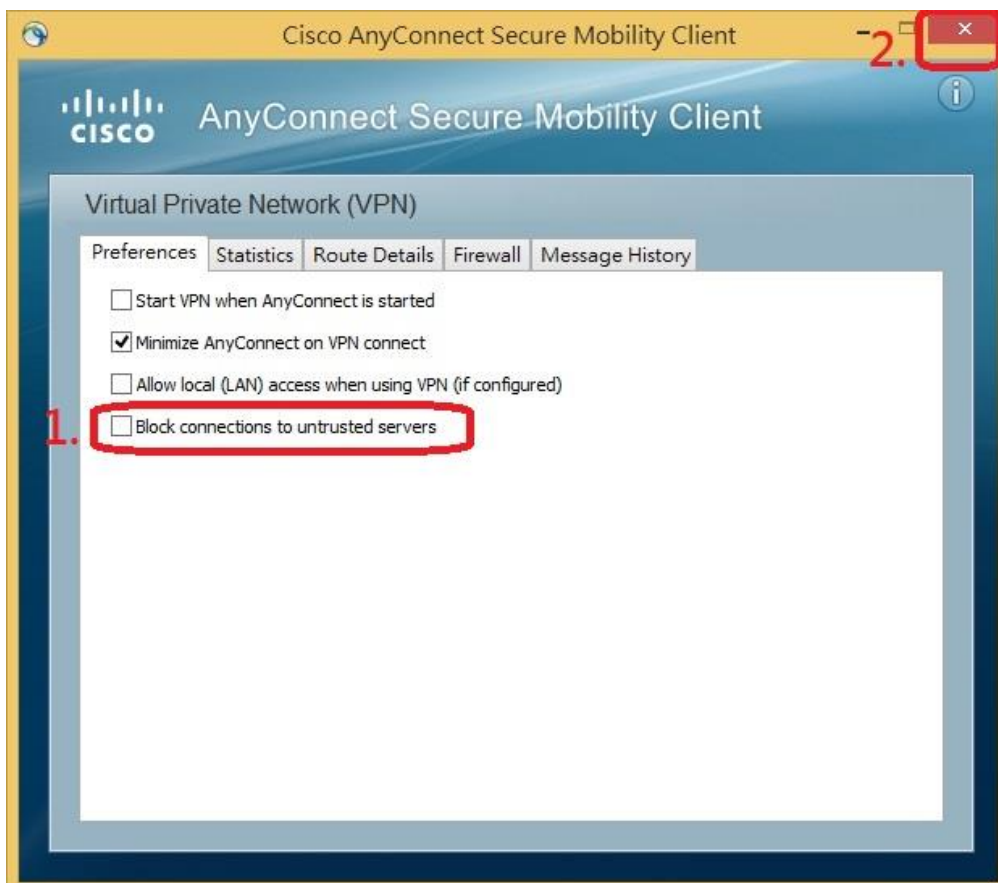 Cisco AnyConnect Secure Mobility Client
2.
CISCO
AnyConnect Secure Mobility Client
Virtual Private Network (VPN)
Preferences Statistics Route Details Firewall Message History
Start VPN when AnyConnect is started
Minimize AnyConnect on VPN connect
Allow local (LAN) access when using VPN (if configured)
1. Block connections to untrusted servers